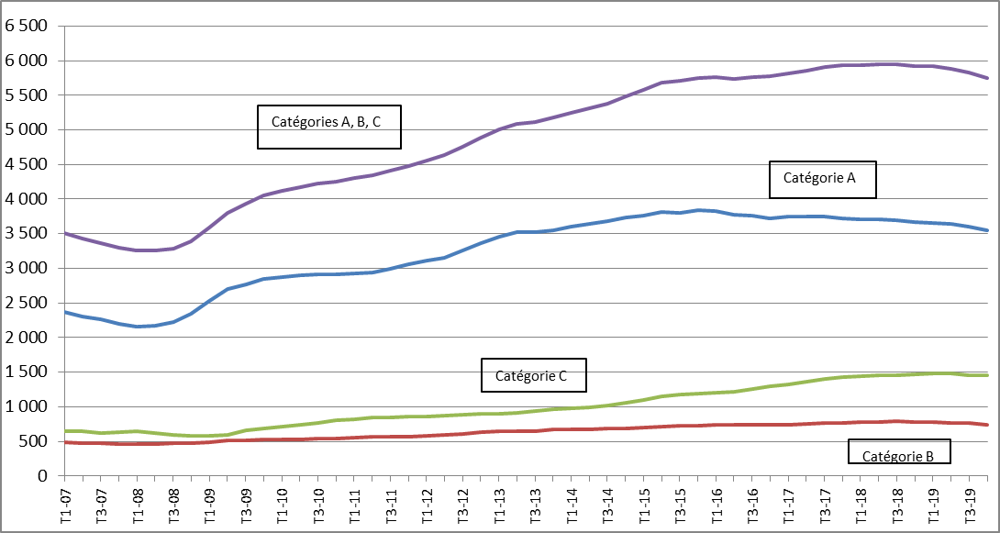 6 500
6 000
5 500
5 000
4 500
4 000
3 500
3 000
2 500
2 000
1 500
1 000
500
0
Catégories A, B, C
Catégorie A
Catégorie C
Catégorie B
T1-07
T3-07
T1-08
T3-08
T1-09
T3-09
T1-10
T3-10
T1-11
T3-11
T1-12
T3-12
T1-13
T3-13
T1-14
T3-14
T1-15
T3-15
T1-16
T3-16
T1-17
T3-17
T1-18
T3-18
T1-19
T3-19